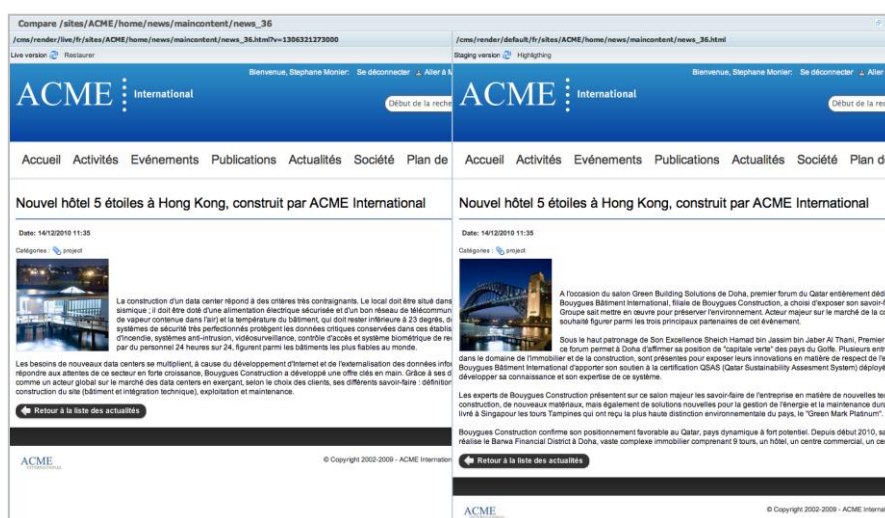 Compare /sites/ACME/home/news/maincontent/news_36
/cms/render/live/fr/sites/ACME/home/news/maincontent/news_36.html?v=1306321273000
Live version Restaurer
Bienvenue, Stephane Monier: Se déconnecter Aller à M
ACME International
Début de la reche
Accueil Activités Evénements Publications Actualités Société Plan de
Nouvel hôtel 5 étoiles à Hong Kong, construit par ACME International
Date: 14/12/2010 11:35
Catégories : project
La construction d'un data center répond à des critères très contraignants. Le local doit être situé dans
sismique ; il doit être doté d'une alimentation électrique sécurisée et d'un bon réseau de télécommun
de vapeur contenue dans l'air) et la température du bâtiment, qui doit rester inférieure à 23 degrés, d
systèmes de sécurité très perfectionnés protègent les données critiques conservées dans ces établis
d'incendie, systèmes anti-intrusion, vidéosurveillance, contrôle d'accès et système biométrique de re
par du personnel 24 heures sur 24, figurent parmi les bâtiments les plus fiables au monde.
Les besoins de nouveaux data centers se multiplient, à cause du développement d'Internet et de l'externalisation des données info
répondre aux attentes de ce secteur en forte croissance, Bouygues Construction a développé une offre clés en main. Grâce à ses d
comme un acteur global sur le marché des data centers en exerçant, selon le choix des clients, ses différents savoir-faire : définition
construction du site (bâtiment et intégration technique), exploitation et maintenance.
Retour à la liste des actualités
ACME
INTERNATIONAL
© Copyright 2002-2009 - ACME Internation
/cms/render/default/fr/sites/ACME/home/news/maincontent/news_36.html
Staging version Highligthing
Bienvenue, Stephane Monier: Se déconnecter Aller
ACME International
Début de la rec
Accueil Activités Evénements Publications Actualités Société Plan d
Nouvel hôtel 5 étoiles à Hong Kong, construit par ACME International
Date: 14/12/2010 11:35
Catégories : project
A l'occasion du salon Green Building Solutions de Doha, premier forum du Qatar entièrement dédi
Bouygues Bâtiment International, filiale de Bouygues Construction, a choisi d'exposer son savoir-f
Groupe sait mettre en œuvre pour préserver l'environnement. Acteur majeur sur le marché de la co
souhaité figurer parmi les trois principaux partenaires de cet événement.
Sous le haut patronage de Son Excellence Sheich Hamad bin Jassim bin Jaber Al Thani, Premier
ce forum permet à Doha d'affirmer sa position de "capitale verte" des pays du Golfe. Plusieurs entr
dans le domaine de l'immobilier et de la construction, sont présentes pour exposer leurs innovations en matière de respect de l'e
Bouygues Bâtiment International d'apporter son soutien à la certification QSAS (Qatar Sustainability Assesment System) déployé
développer sa connaissance et son expertise de ce système.
Les experts de Bouygues Construction présentent sur ce salon majeur les savoir-faire de l'entreprise en matière de nouvelles tec
construction, de nouveaux matériaux, mais également de solutions nouvelles pour la gestion de l'énergie et la maintenance dura
livré à Singapour les tours Tampines qui ont reçu la plus haute distinction environnementale du pays, le "Green Mark Platinum".
Bouygues Construction confirme son positionnement favorable au Qatar, pays dynamique à fort potentiel. Depuis début 2010, sa
réalise le Barwa Financial District à Doha, vaste complexe immobilier comprenant 9 tours, un hôtel, un centre commercial, un ce
Retour à la liste des actualités
ACME
© Copyright 2002-2009 - ACME Internat